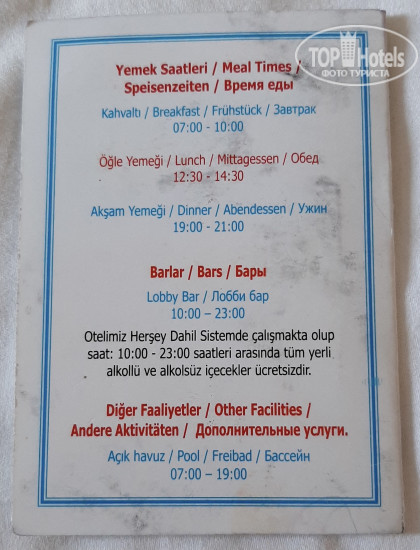 TOP Hotels
ФОТО ТУРИСТА
Yemek Saatleri / Meal Times /
Speisenzeiten / Время еды
Kahvaltı / Breakfast / Frühstück / Завтрак
07:00 - 10:00
Öğle Yemeği / Lunch / Mittagessen / Обед
12:30 - 14:30
Akşam Yemeği / Dinner / Abendessen / Ужин
19:00 - 21:00
Barlar / Bars / Бары
Lobby Bar / Лобби бар
10:00 – 23:00
Otelimiz Herşey Dahil Sistemde çalışmakta olup
saat: 10:00 - 23:00 saatleri arasında tüm yerli
alkollü ve alkolsüz içecekler ücretsizdir.
Diğer Faaliyetler / Other Facilities /
Andere Aktivitäten / Дополнительные услуги.
Açık havuz / Pool / Freibad / Бассейн
07:00 – 19:00